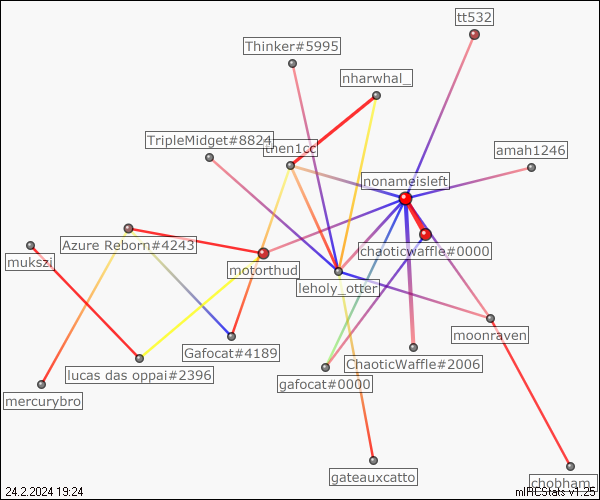 tt532
Thinker#5995
nharwhal_
TripleMidget#8824
then1cc
amah1246
nonameisleft
Azure Reborn#4243
chaoticwaffle#0000
mukszi
motorthud
leholy_otter
moonraven
Gafocat#4189
ChaoticWaffle#2006
lucas das oppai#2396
gafocat#0000
mercurybro
gateauxcatto
chobham_
24.2.2024 19:24
mIRCStats v1.25